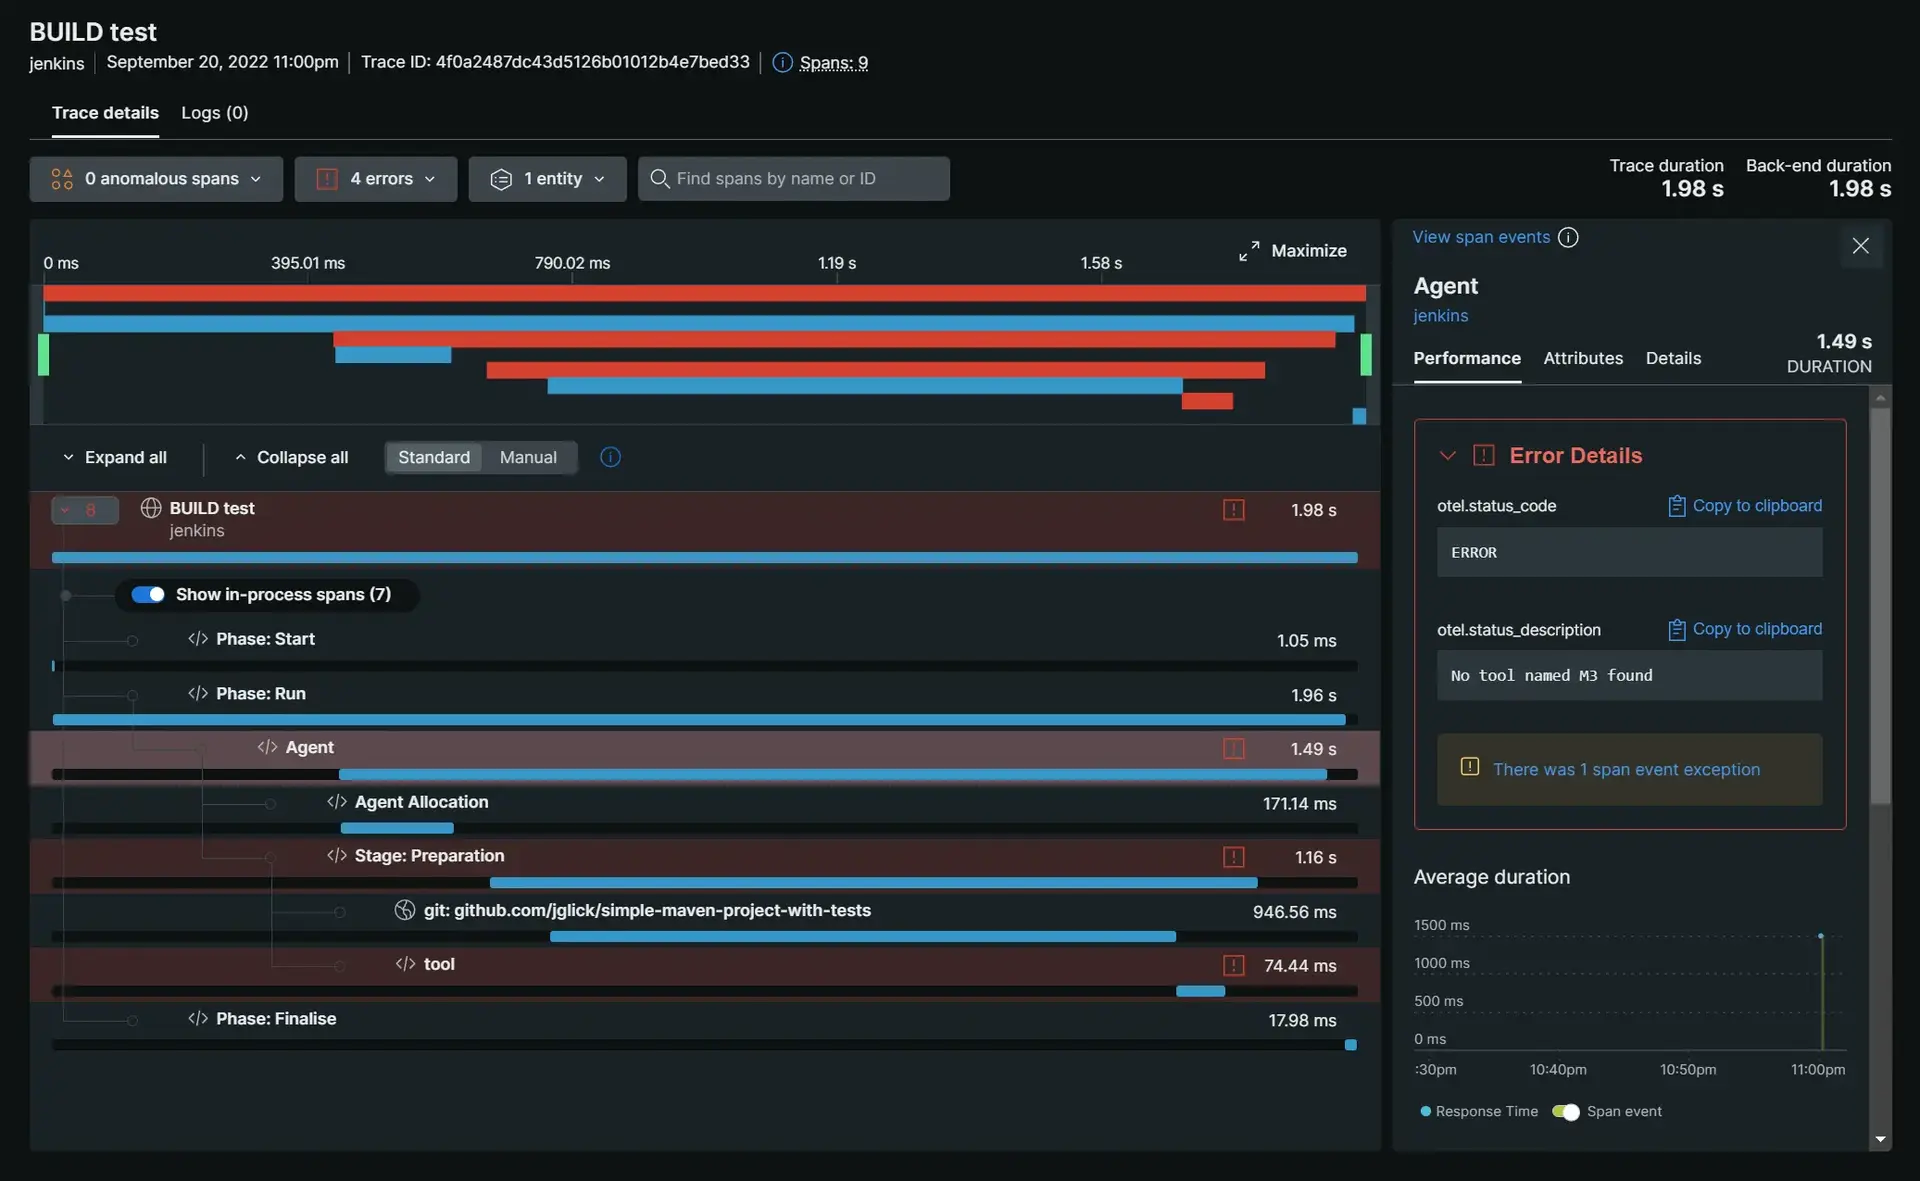 BUILD test
jenkins September 20, 2022 11:00pm Trace ID: 4f0a2487dc43d5126b01012b4e7bed33 Spans: 9
Trace details Logs (0)
0 anomalous spans 4 errors 1 entity Find spans by name or ID
Trace duration Back-end duration
1.98 s 1.98 s
0 ms 395.01 ms 790.02 ms 1.19 s 1.58 s Maximize
Expand all Collapse all Standard Manual
8 BUILD test 1.98 s
jenkins
Show in-process spans (7)
Phase: Start 1.05 ms
Phase: Run 1.96 s
Agent 1.49 s
Agent Allocation 171.14 ms
Stage: Preparation 1.16 s
git: github.com/jglick/simple-maven-project-with-tests 946.56 ms
tool 74.44 ms
Phase: Finalise 17.98 ms
View span events
Agent
jenkins
1.49 s
Performance Attributes Details DURATION
Error Details
otel.status_code Copy to clipboard
ERROR
otel.status_description Copy to clipboard
No tool named M3 found
There was 1 span event exception
Average duration
1500 ms
1000 ms
500 ms
0 ms
:30pm 10:40pm 10:50pm 11:00pm
Response Time Span event